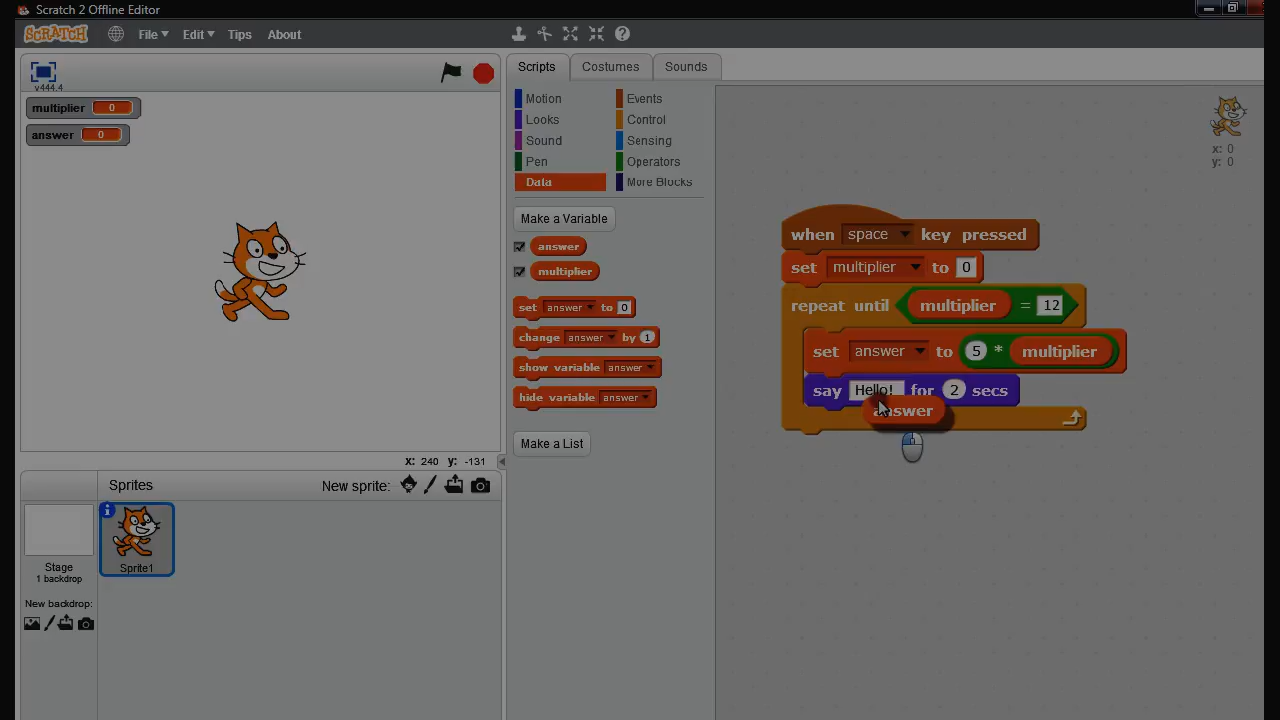 Scratch 2 Offline Editor
SCRATCH File Edit Tips About
v444.4
Scripts Costumes Sounds
multiplier 0
answer 0
Motion Events
Looks Control
Sound Sensing
Pen Operators
Data More Blocks
Make a Variable
answer
multiplier
set answer to 0
change answer by 1
show variable answer
hide variable answer
Make a List
x: 0
y: 0
when space key pressed
set multiplier to 0
repeat until multiplier = 12
set answer to 5 * multiplier
say Hello! for 2 secs
answer
x: 240 y: -131
Sprites New sprite:
Sprite1
Stage
1 backdrop
New backdrop: